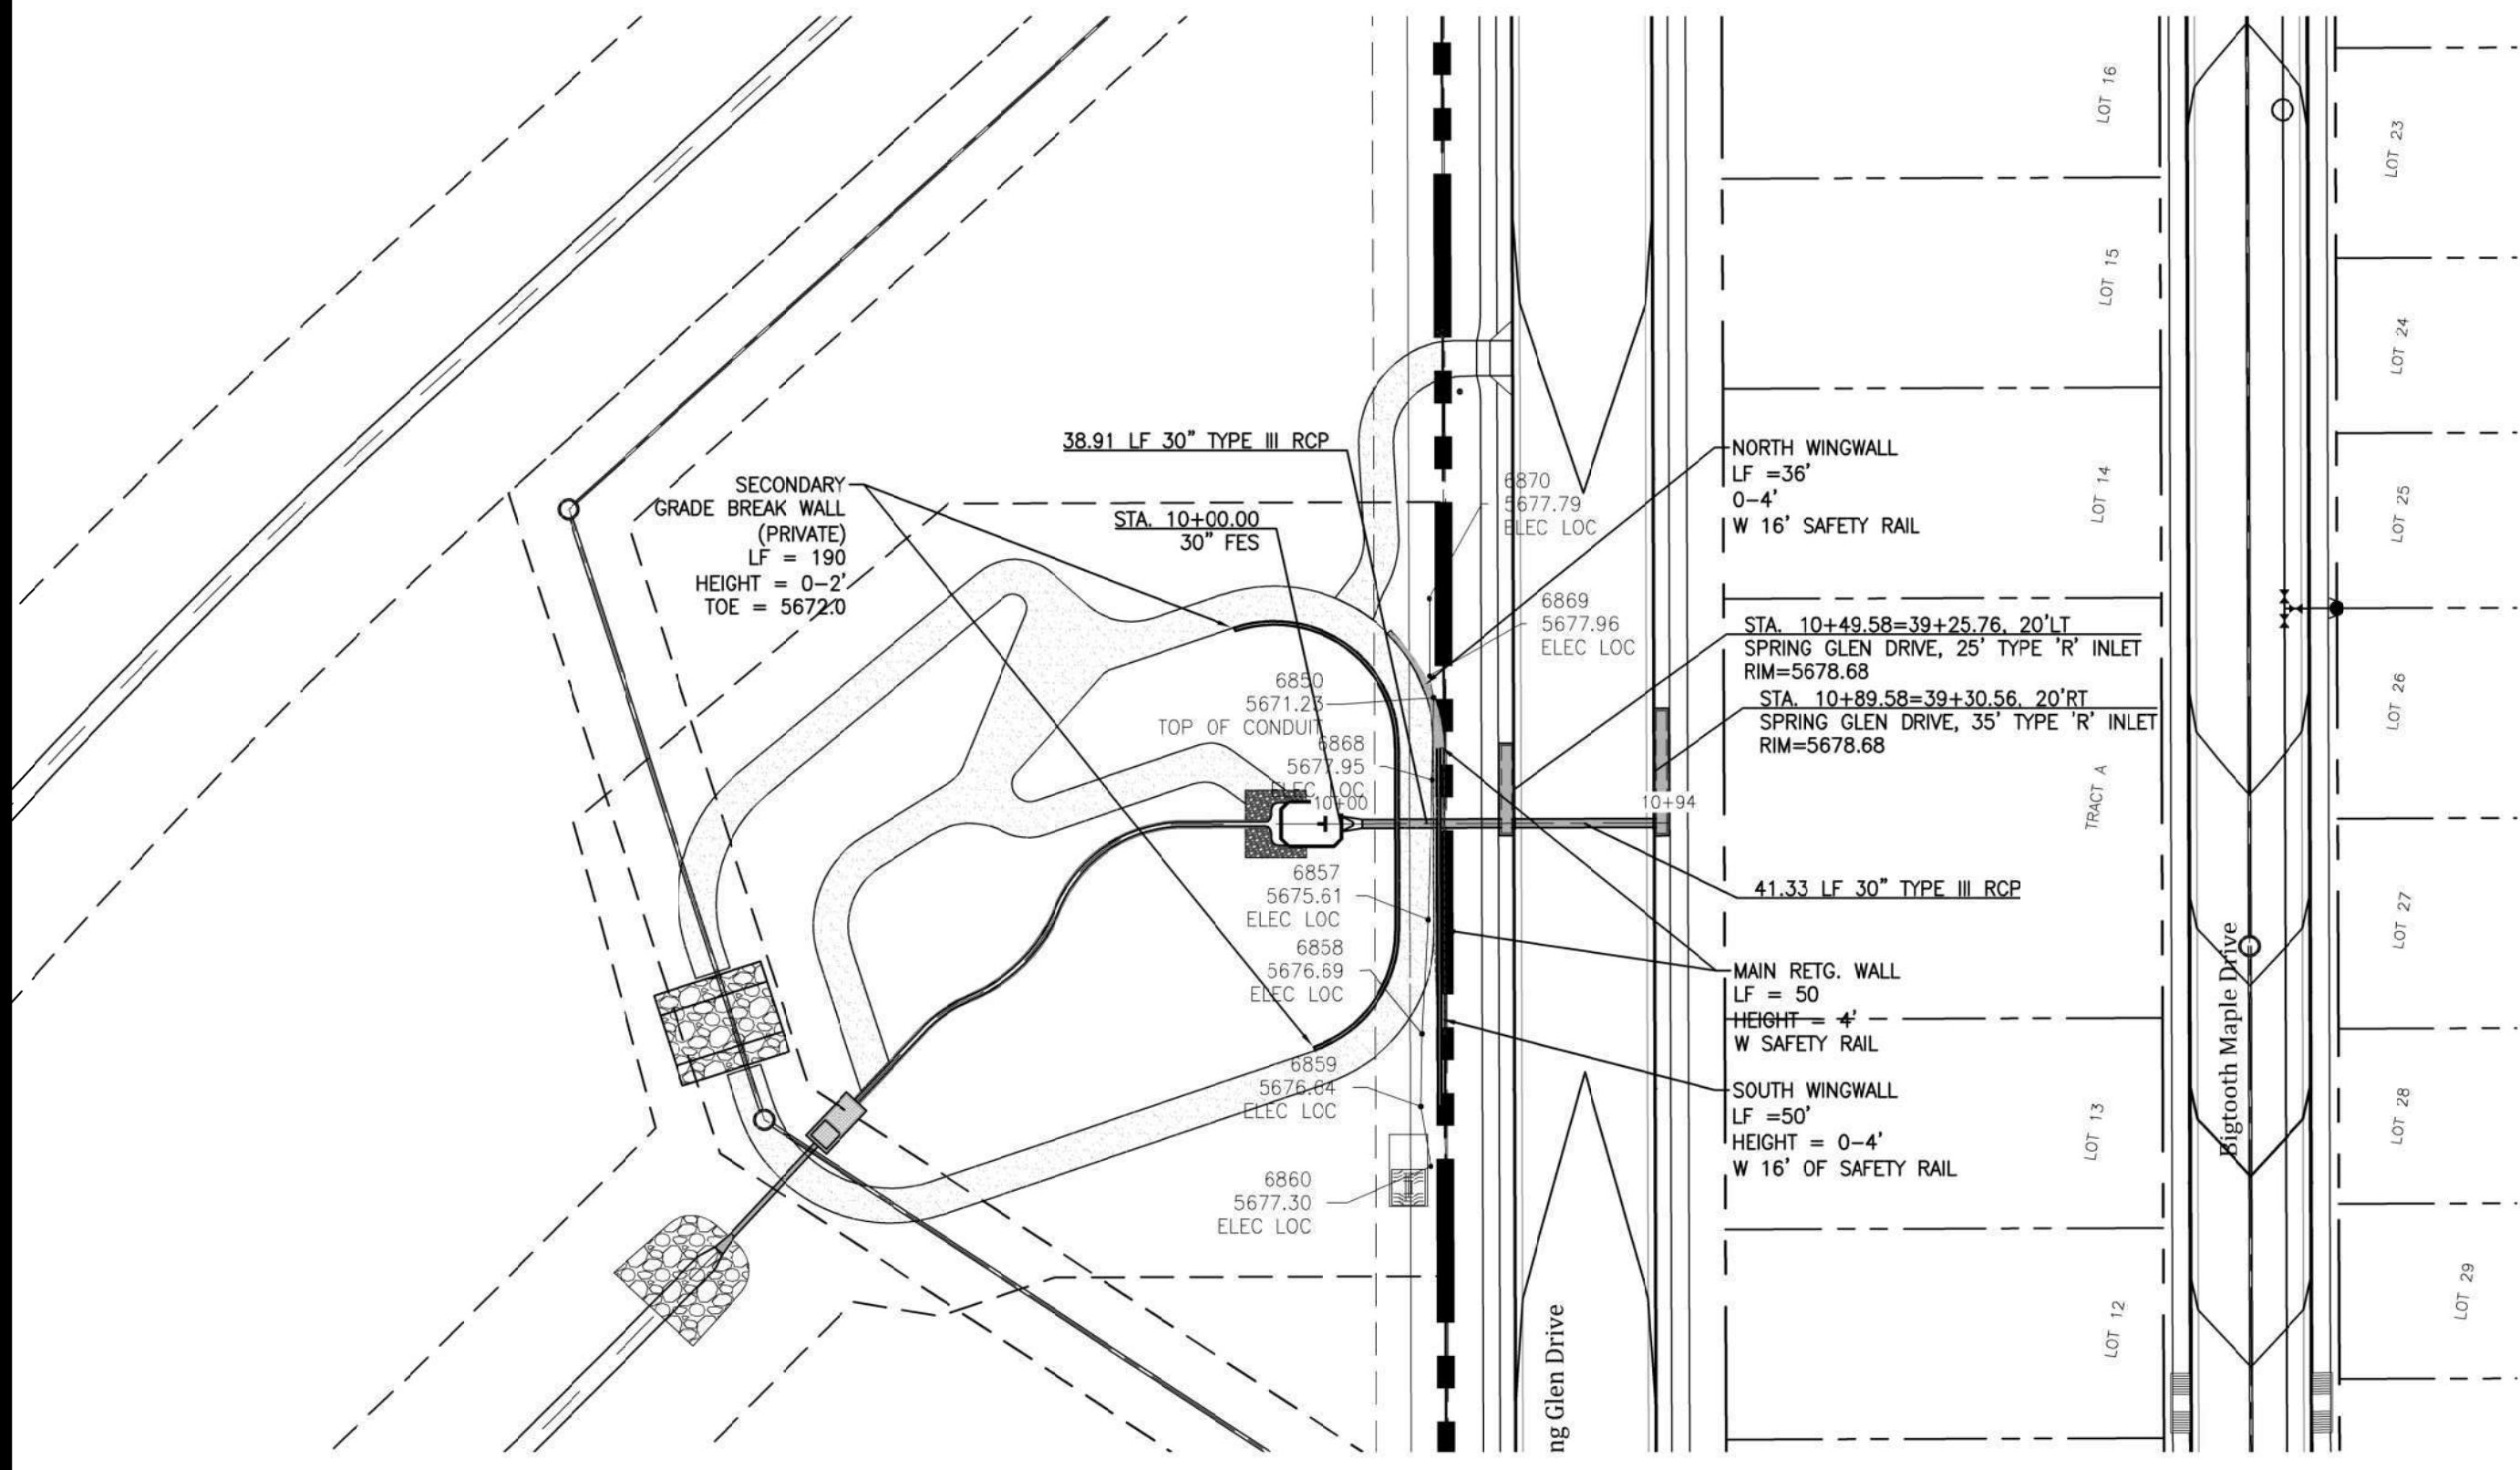 LOT 16
LOT 23
LOT 15
LOT 24
38.91 LF 30" TYPE III RCP
NORTH WINGWALL
LF =36'
0-4'
W 16' SAFETY RAIL
LOT 14
LOT 25
SECONDARY
GRADE BREAK WALL
(PRIVATE)
LF = 190
HEIGHT = 0-2'
TOE = 5672.0
STA. 10+00.00
30" FES
6870
5677.79
ELEC LOC
6869
5677.96
ELEC LOC
STA. 10+49.58=39+25.76, 20'LT
SPRING GLEN DRIVE, 25' TYPE 'R' INLET
RIM=5678.68
STA. 10+89.58=39+30.56, 20'RT
SPRING GLEN DRIVE, 35' TYPE 'R' INLET
RIM=5678.68
LOT 26
6850
5671.23
TOP OF CONDUIT
6868
5677.95
ELEC LOC
10+00
10+94
TRACT A
6857
5675.61
ELEC LOC
41.33 LF 30" TYPE III RCP
LOT 27
6858
5676.69
ELEC LOC
MAIN RETG. WALL
LF = 50
HEIGHT = 4'
W SAFETY RAIL
Bigtooth Maple Drive
6859
5676.64
ELEC LOC
SOUTH WINGWALL
LF =50'
HEIGHT = 0-4'
W 16' OF SAFETY RAIL
LOT 13
LOT 28
6860
5677.30
ELEC LOC
LOT 29
LOT 12
ng Glen Drive